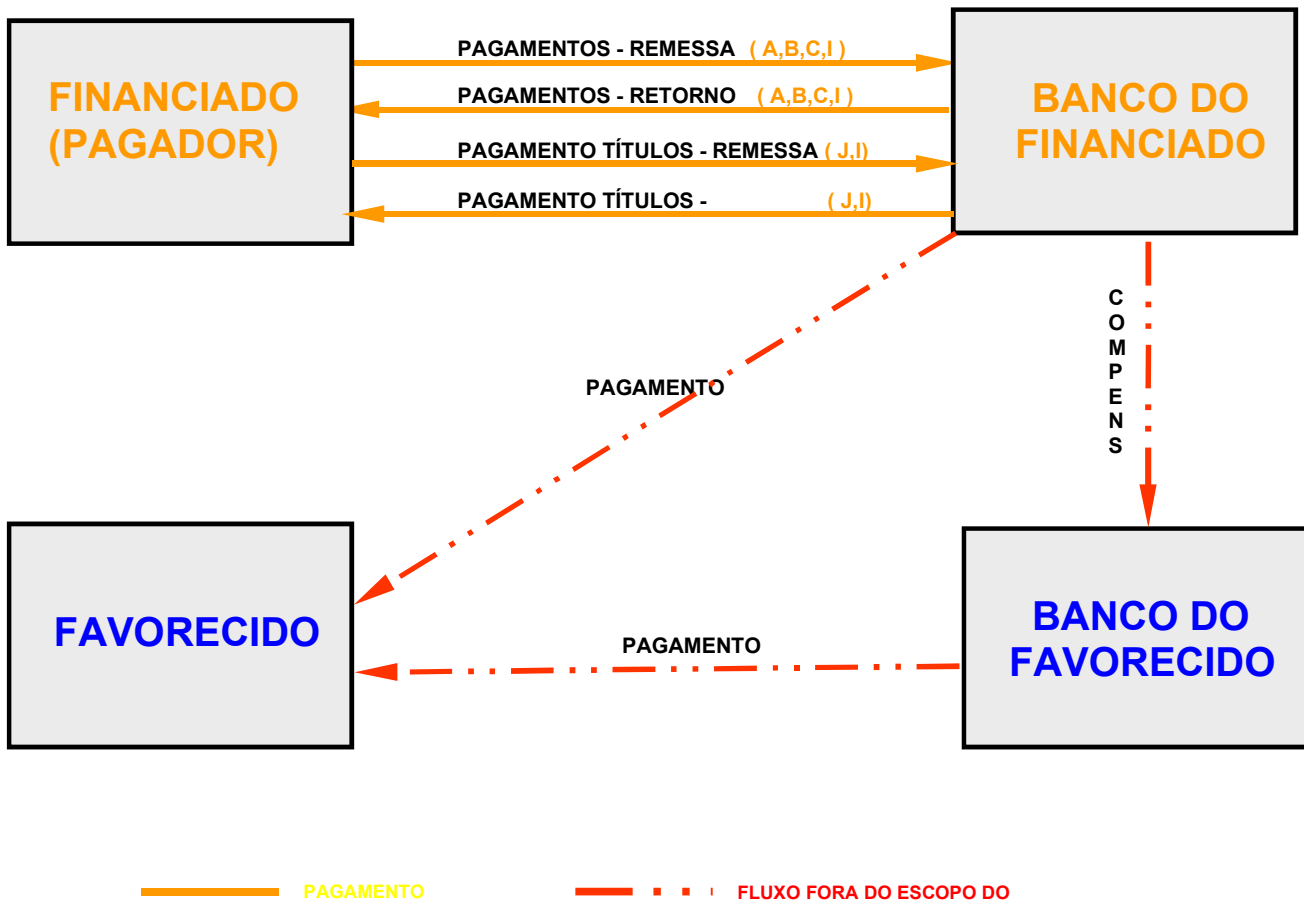 PAGAMENTOS - REMESSA ( A,B,C,I )
FINANCIADO
(PAGADOR)
PAGAMENTOS - RETORNO ( A,B,C,I )
BANCO DO
FINANCIADO
PAGAMENTO TÍTULOS - REMESSA ( J,I)
PAGAMENTO TÍTULOS - ( J,I)
C
O
M
P
E
N
S
PAGAMENTO
FAVORECIDO
PAGAMENTO
BANCO DO
FAVORECIDO
PAGAMENTO
FLUXO FORA DO ESCOPO DO